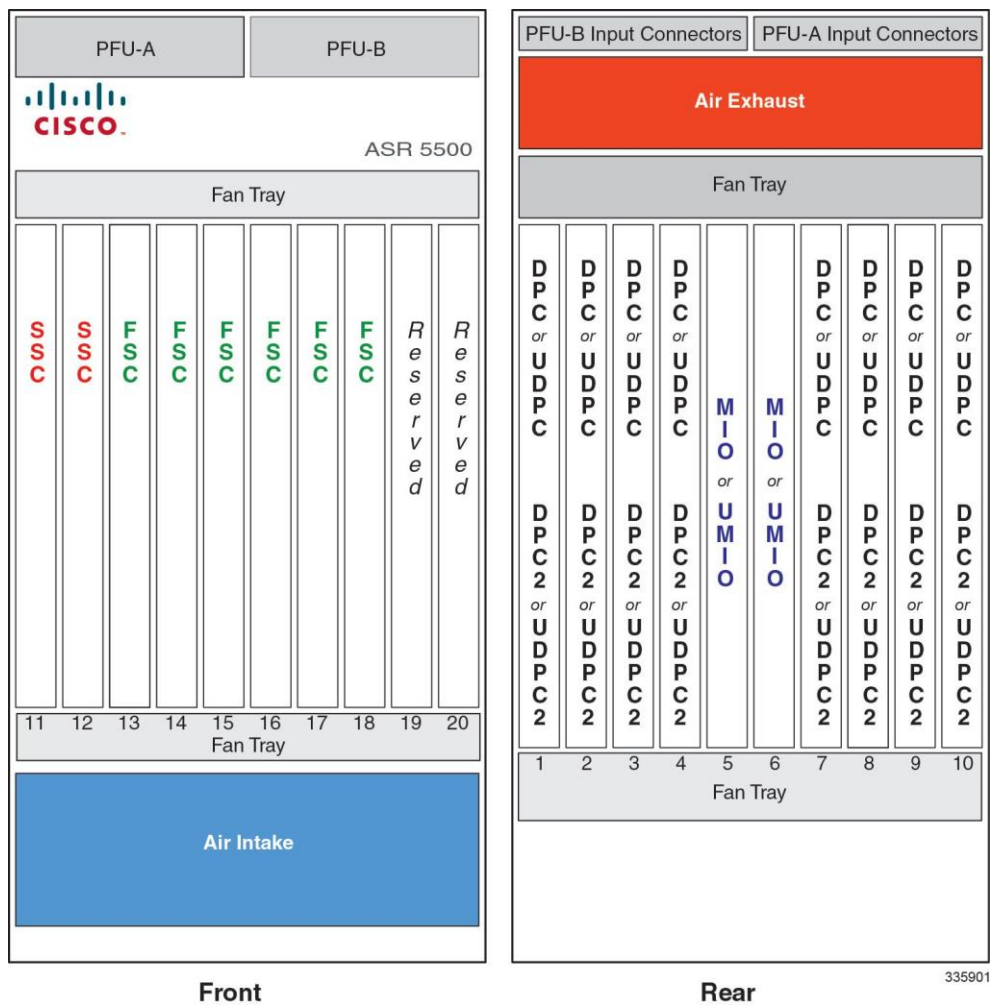 PFU-A
PFU-B
CISCO
ASR 5500
Fan Tray
SSC
SSC
FSC
FSC
FSC
FSC
FSC
FSC
Reserved
Reserved
11 12 13 14 15 16 17 18 19 20
Fan Tray
Air Intake
Front
PFU-B Input Connectors
PFU-A Input Connectors
Air Exhaust
Fan Tray
DPC or UDPC
DPC2 or UDPC2
DPC or UDPC
DPC2 or UDPC2
DPC or UDPC
DPC2 or UDPC2
DPC or UDPC
DPC2 or UDPC2
MIO or UMIO
MIO or UMIO
DPC or UDPC
DPC2 or UDPC2
DPC or UDPC
DPC2 or UDPC2
DPC or UDPC
DPC2 or UDPC2
DPC or UDPC
DPC2 or UDPC2
1 2 3 4 5 6 7 8 9 10
Fan Tray
Rear
335901